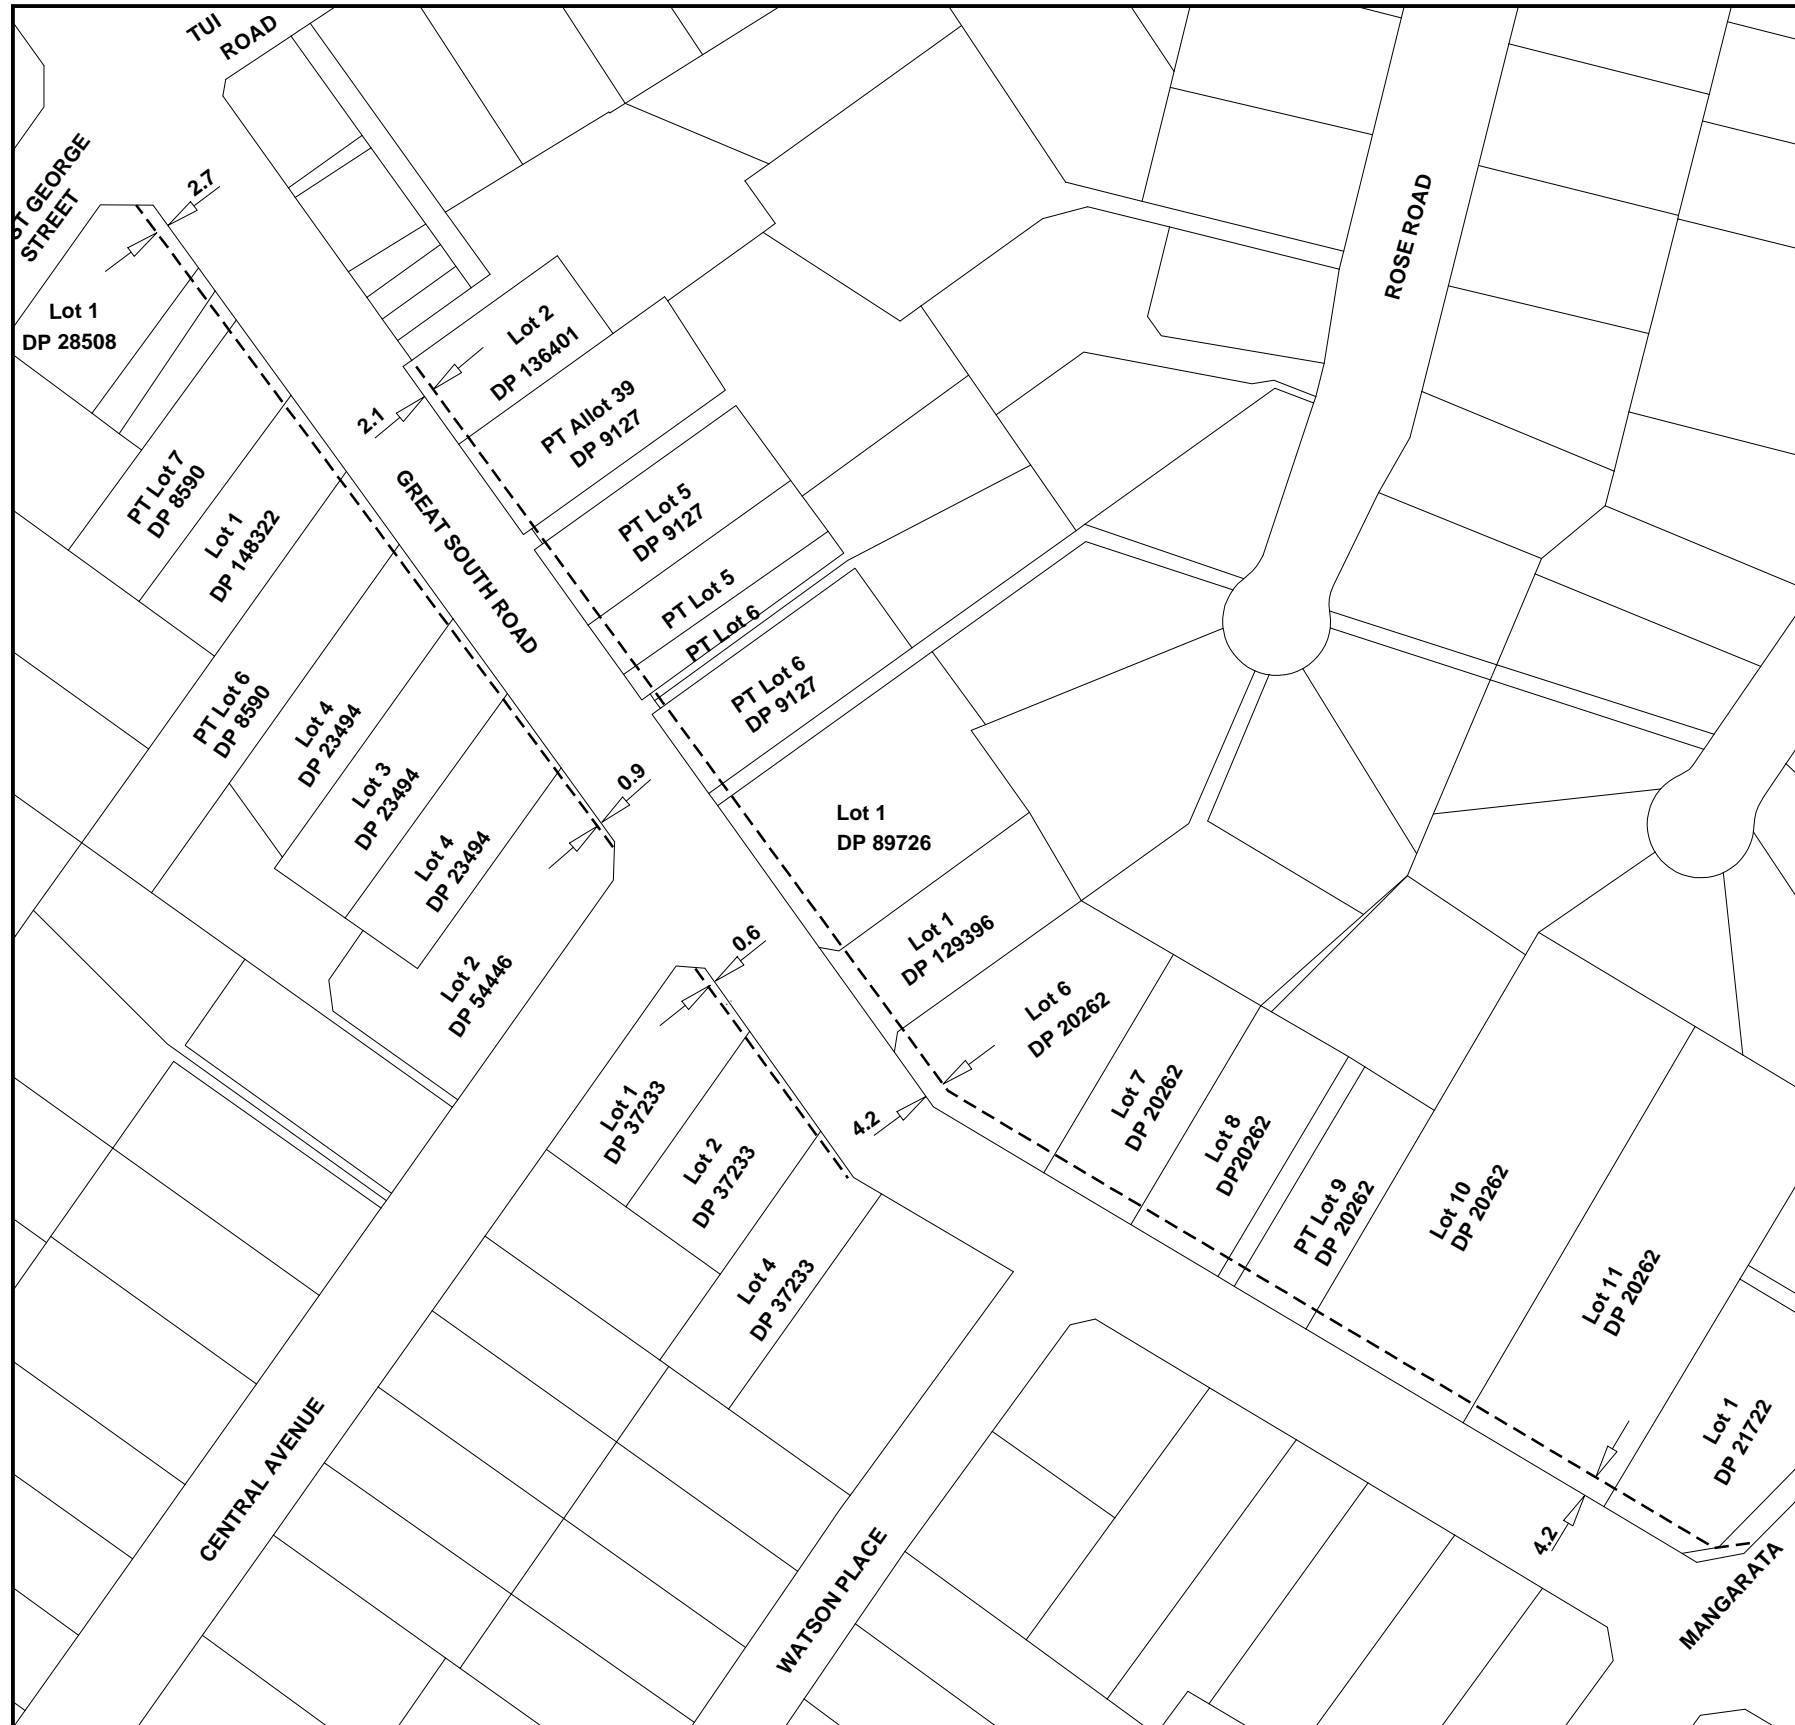 TUI
ROAD
ST GEORGE
STREET
2.7
Lot 1
DP 28508
ROSE ROAD
Lot 2
DP 136401
2.1
PT Allot 39
DP 9127
PT Lot 7
DP 8590
Lot 1
DP 148322
GREAT SOUTH ROAD
PT Lot 5
DP 9127
PT Lot 5
PT Lot 6
PT Lot 6
DP 9127
PT Lot 6
DP 8590
Lot 4
DP 23494
Lot 3
DP 23494
Lot 4
DP 23494
0.9
Lot 1
DP 89726
Lot 2
DP 54446
0.6
Lot 1
DP 129396
Lot 6
DP 20262
Lot 7
DP 20262
Lot 8
DP20262
PT Lot 9
DP 20262
Lot 10
DP 20262
Lot 11
DP 20262
Lot 1
DP 21722
Lot 1
DP 37233
Lot 2
DP 37233
4.2
Lot 4
DP 37233
CENTRAL AVENUE
WATSON PLACE
4.2
MANGARATA